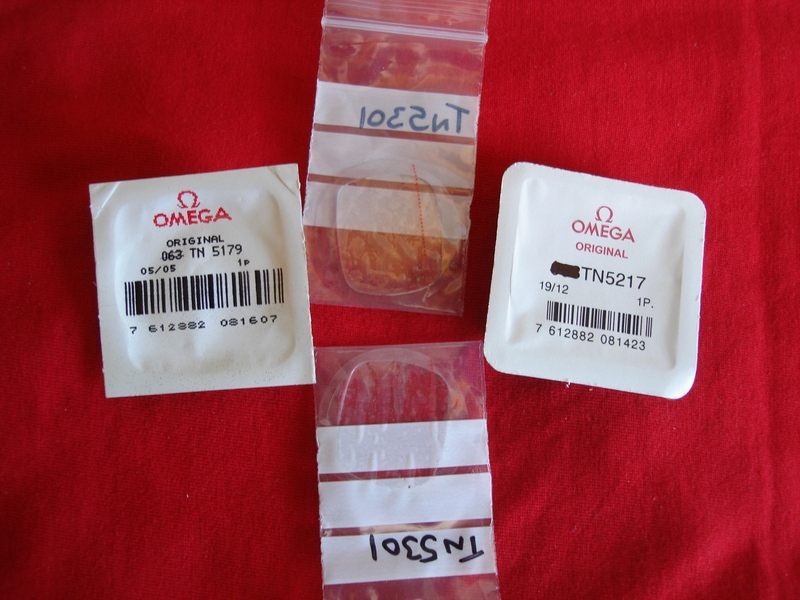 TN5301
Ω
OMEGA
ORIGINAL
063 TN 5179
05/05 1P
7 612882 081607
Ω
OMEGA
ORIGINAL
TN5217
19/12 1P.
7 612882 081423
TN5301